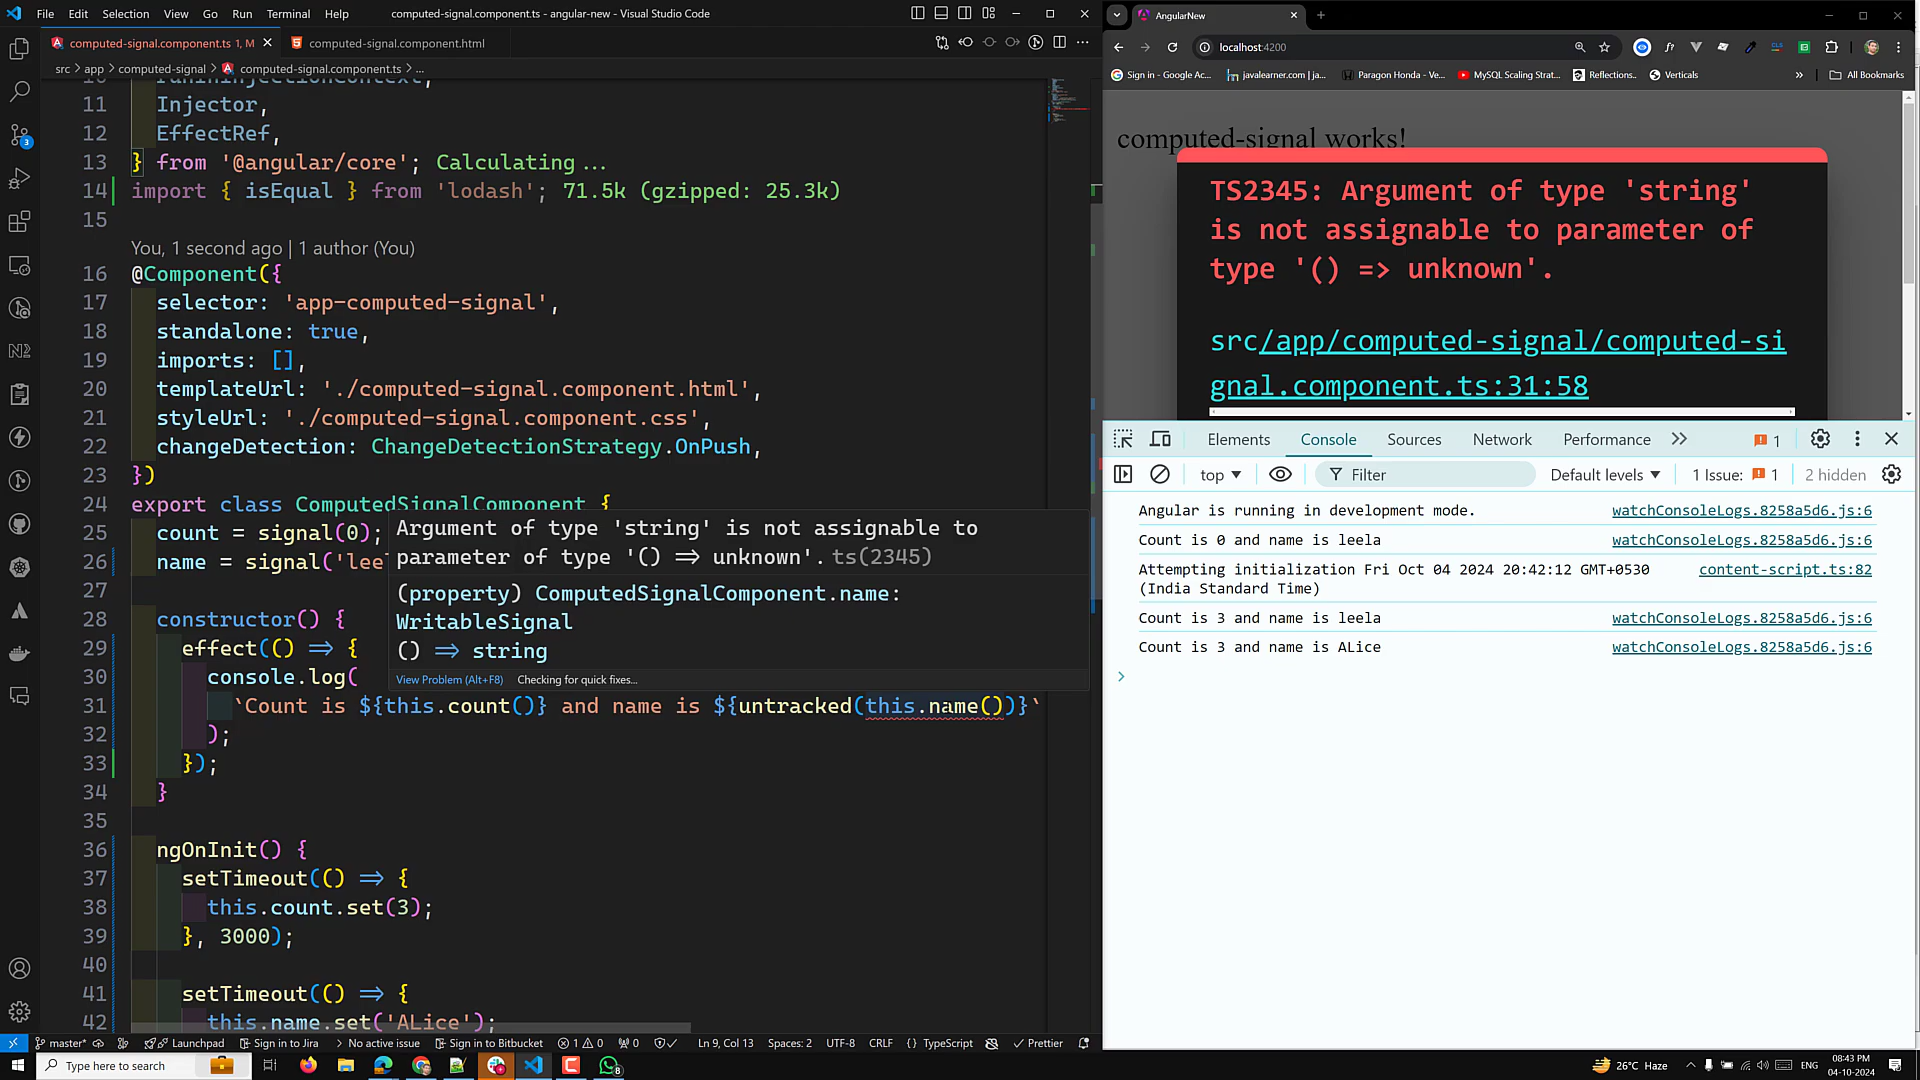 File Edit Selection View Go Run Terminal Help
computed-signal.component.ts - angular-new - Visual Studio Code
computed-signal.component.ts 1, M
computed-signal.component.html
src > app > computed-signal > computed-signal.component.ts > ...
11 Injector,
12 EffectRef,
13 } from '@angular/core'; Calculating...
14 import { isEqual } from 'lodash'; 71.5k (gzipped: 25.3k)
15
You, 1 second ago | 1 author (You)
16 @Component({
17 selector: 'app-computed-signal',
18 standalone: true,
19 imports: [],
20 templateUrl: './computed-signal.component.html',
21 styleUrl: './computed-signal.component.css',
22 changeDetection: ChangeDetectionStrategy.OnPush,
23 })
24 export class ComputedSignalComponent {
25 count = signal(0);
26 name = signal('lee
27
28 constructor() {
29 effect(() => {
30 console.log(
31 `Count is ${this.count()} and name is ${untracked(this.name())}`
32 );
33 });
34 }
35
36 ngOnInit() {
37 setTimeout(() => {
38 this.count.set(3);
39 }, 3000);
40
41 setTimeout(() => {
42 this.name.set('ALice');
Argument of type 'string' is not assignable to
parameter of type '() => unknown'. ts(2345)
(property) ComputedSignalComponent.name:
WritableSignal
() => string
View Problem (Alt+F8) Checking for quick fixes...
master* Launchpad Sign in to Jira No active issue Sign in to Bitbucket 1 0 0 Ln 9, Col 13 Spaces: 2 UTF-8 CRLF {} TypeScript Prettier
AngularNew
localhost:4200
Sign in - Google Ac... javalearner.com | ja... Paragon Honda - Ve... MySQL Scaling Strat... Reflections.. Verticals » All Bookmarks
computed-signal works!
TS2345: Argument of type 'string'
is not assignable to parameter of
type '() => unknown'.
src/app/computed-signal/computed-si
gnal.component.ts:31:58
Elements Console Sources Network Performance » 1
top Filter Default levels 1 Issue: 1 2 hidden
Angular is running in development mode. watchConsoleLogs.8258a5d6.js:6
Count is 0 and name is leela watchConsoleLogs.8258a5d6.js:6
Attempting initialization Fri Oct 04 2024 20:42:12 GMT+0530 content-script.ts:82
(India Standard Time)
Count is 3 and name is leela watchConsoleLogs.8258a5d6.js:6
Count is 3 and name is ALice watchConsoleLogs.8258a5d6.js:6
Type here to search
26°C Haze
ENG
08:43 PM
04-10-2024